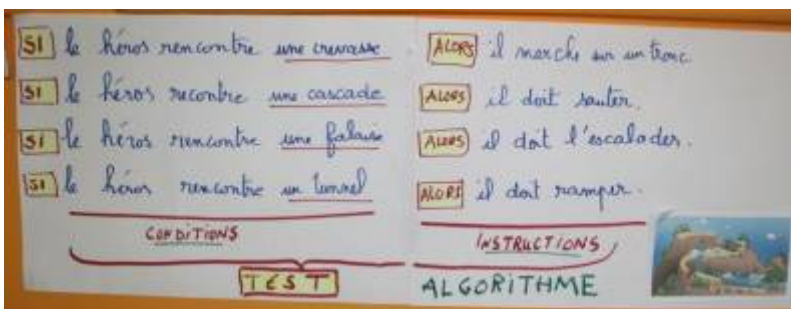 SI le héros rencontre une crevasse ALORS il marche sur un tronc.
SI le héros recontre une cascade ALORS il doit sauter.
SI le héros rencontre une falaise ALORS il doit l'escalader.
SI le héros rencontre un tunnel ALORS il doit ramper.
CONDITIONS INSTRUCTIONS
TEST ALGORITHME